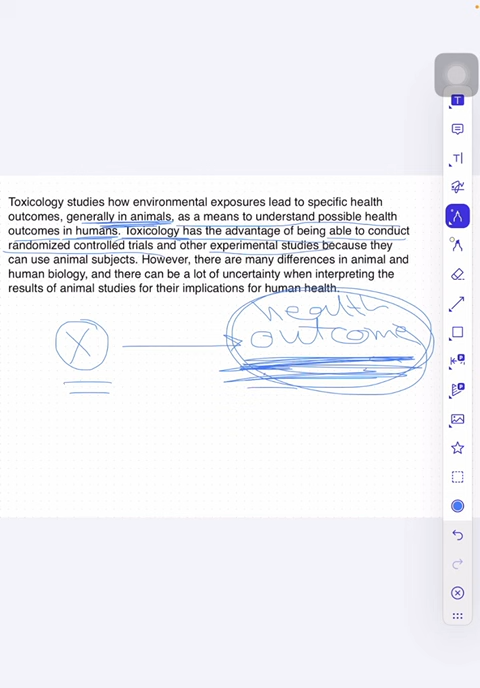 Toxicology studies how environmental exposures lead to specific health
outcomes, generally in animals, as a means to understand possible health
outcomes in humans. Toxicology has the advantage of being able to conduct
randomized controlled trials and other experimental studies because they
can use animal subjects. However, there are many differences in animal and
human biology, and there can be a lot of uncertainty when interpreting the
results of animal studies for their implications for human health.
health
X outcome
T
T
P
P